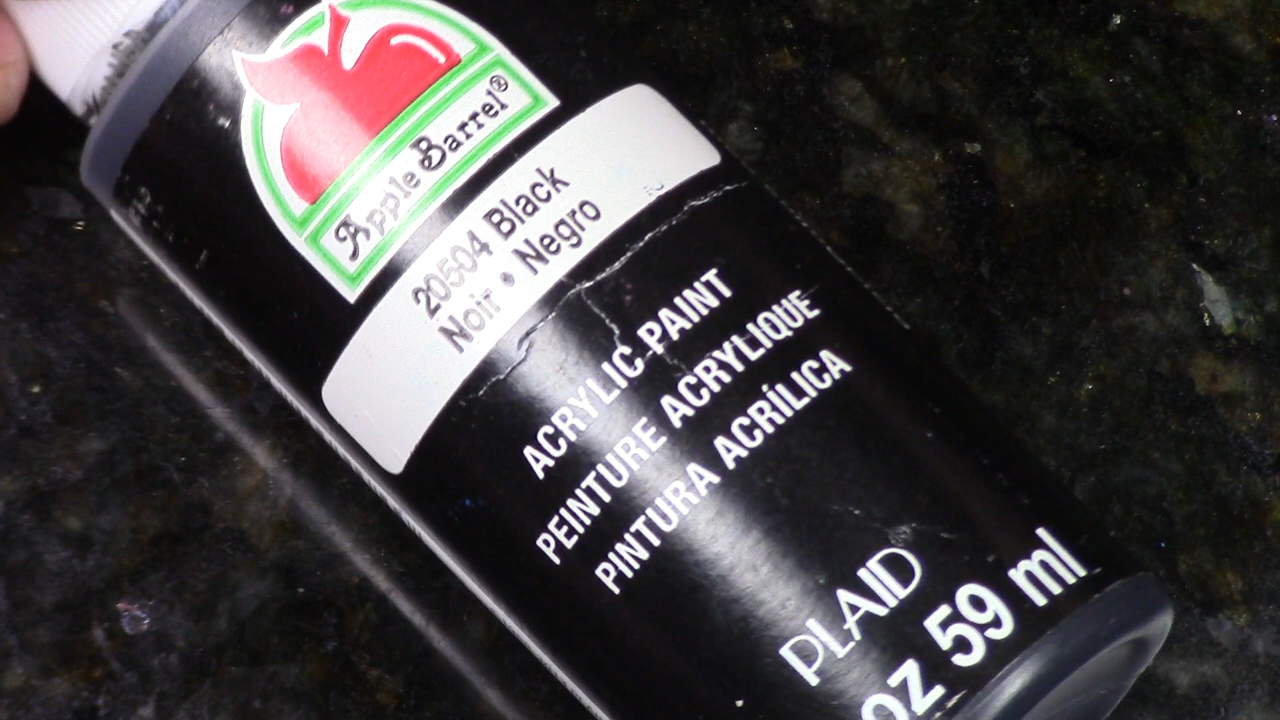 Apple Barrel®
20504 Black
Noir • Negro
ACRYLIC PAINT
PEINTURE ACRYLIQUE
PINTURA ACRÍLICA
PLAID
oz 59 ml